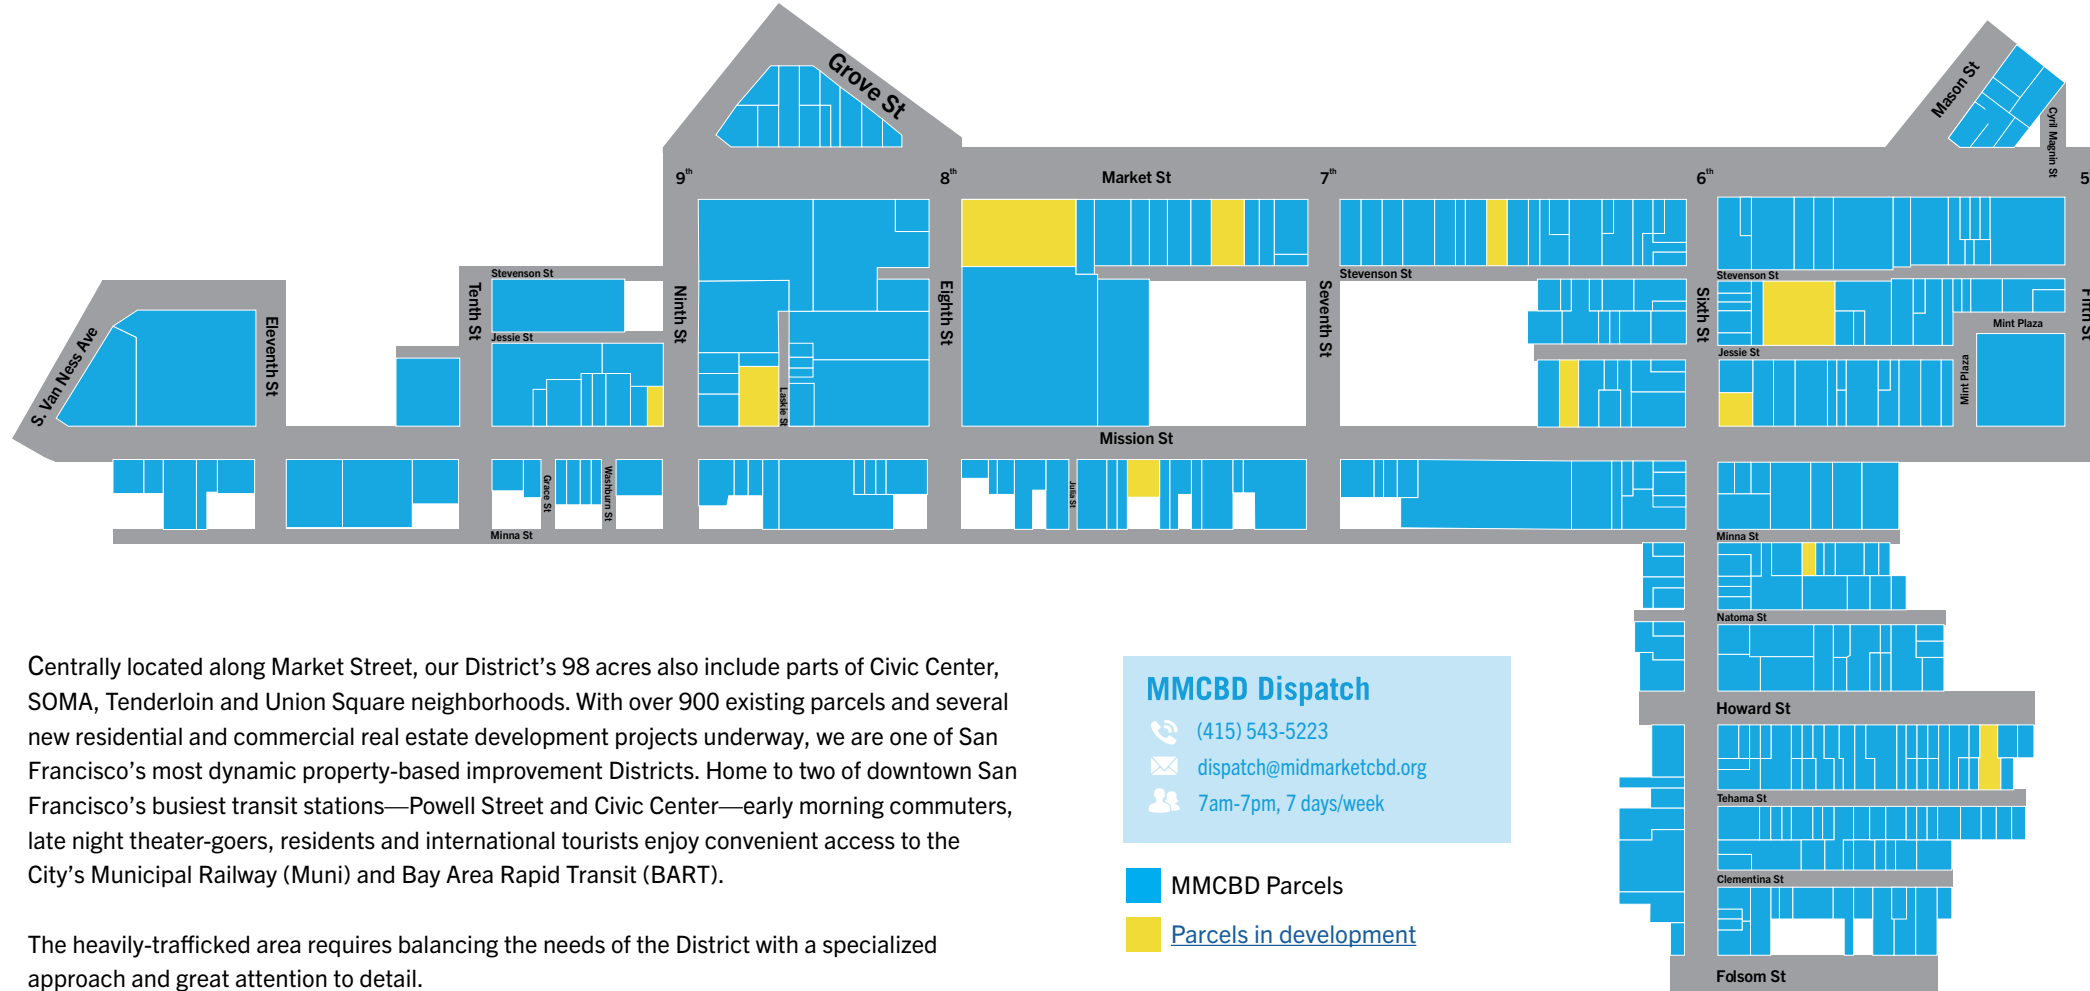 Grove St
Mason St
Cyril Magnin St
9th
8th
Market St
7th
6th
5
Stevenson St
Stevenson St
Stevenson St
S. Van Ness Ave
Eleventh St
Tenth St
Ninth St
Eighth St
Seventh St
Sixth St
Fifth St
Jessie St
Jessie St
Mint Plaza
Mint Plaza
Laskie St
Mission St
Grace St
Washburn St
Julia St
Minna St
Minna St
Natoma St
Howard St
Tehama St
Clementina St
Folsom St
Centrally located along Market Street, our District’s 98 acres also include parts of Civic Center,
SOMA, Tenderloin and Union Square neighborhoods. With over 900 existing parcels and several
new residential and commercial real estate development projects underway, we are one of San
Francisco’s most dynamic property-based improvement Districts. Home to two of downtown San
Francisco’s busiest transit stations—Powell Street and Civic Center—early morning commuters,
late night theater-goers, residents and international tourists enjoy convenient access to the
City’s Municipal Railway (Muni) and Bay Area Rapid Transit (BART).
The heavily-trafficked area requires balancing the needs of the District with a specialized
approach and great attention to detail.
MMCBD Dispatch
(415) 543-5223
dispatch@midmarketcbd.org
7am-7pm, 7 days/week
MMCBD Parcels
Parcels in development